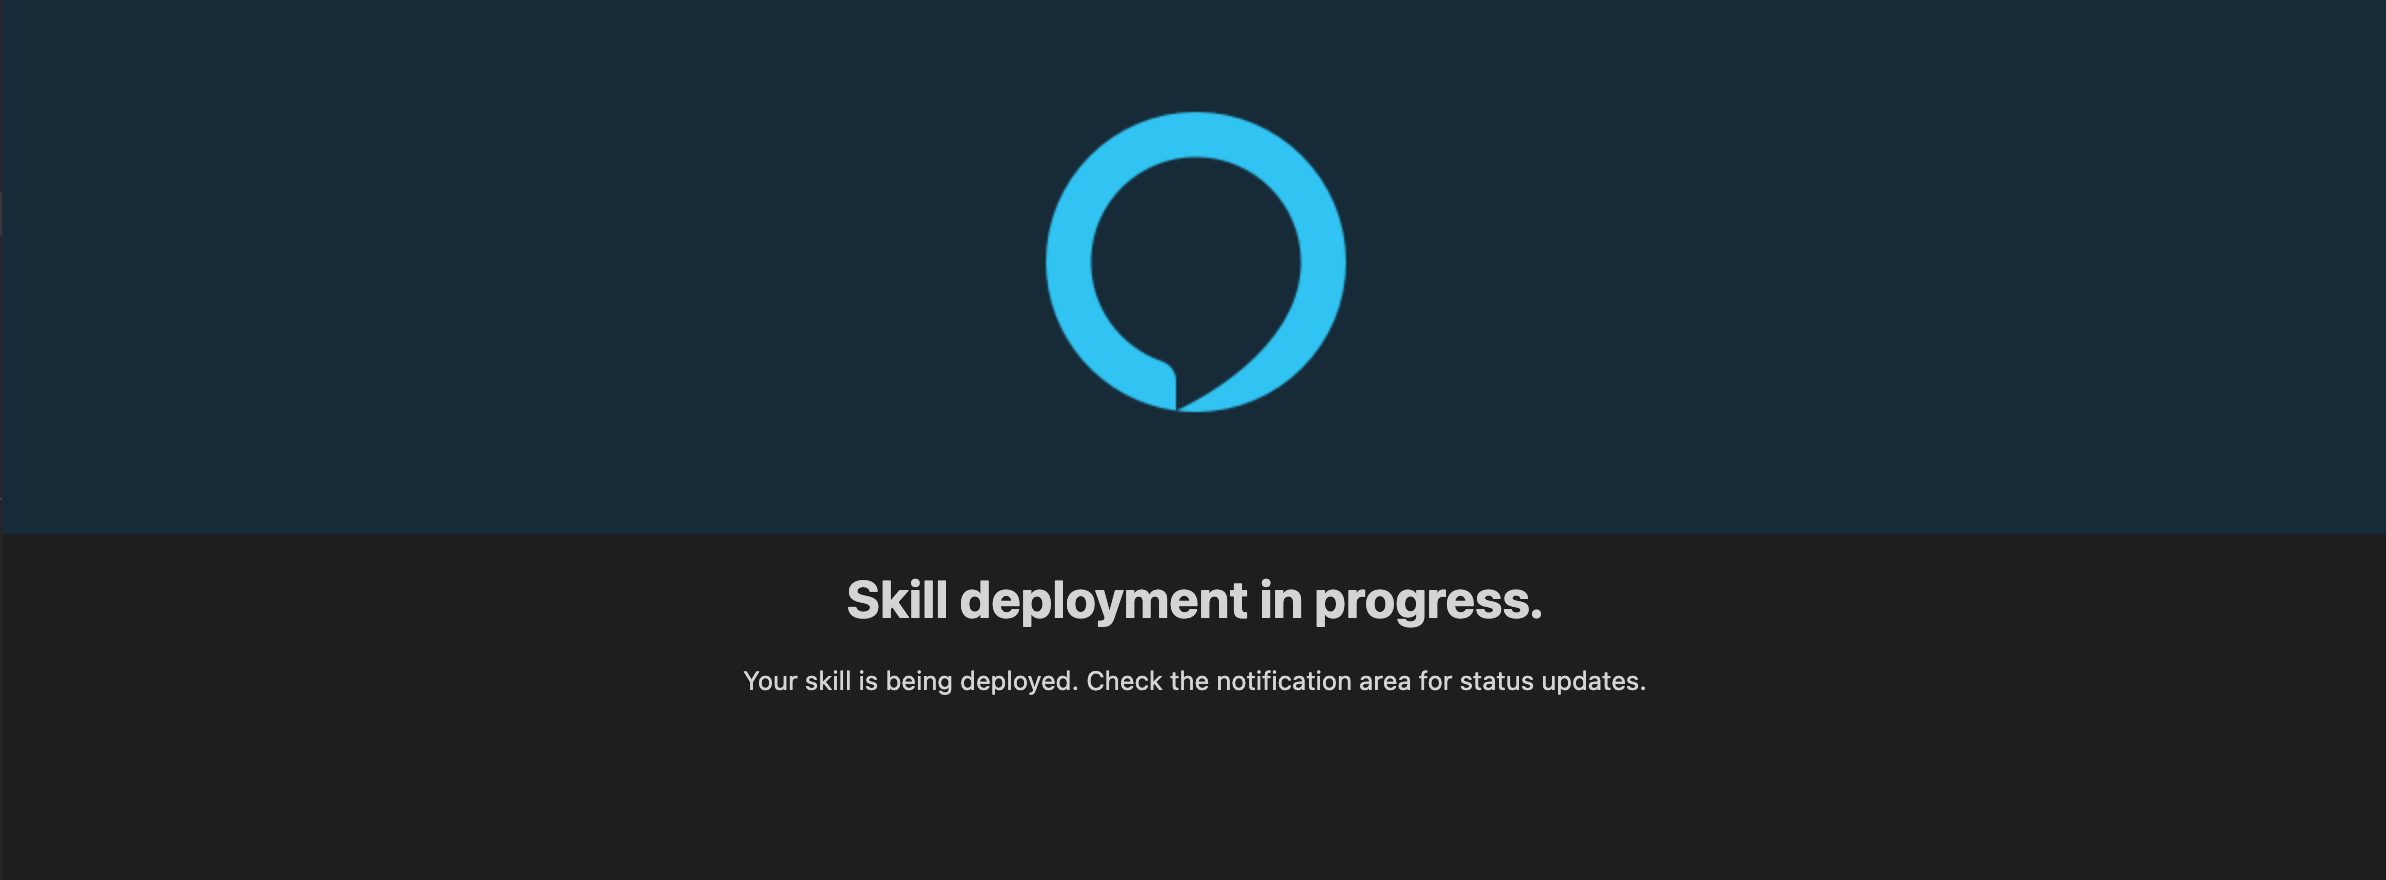 Skill deployment in progress.
Your skill is being deployed. Check the notification area for status updates.